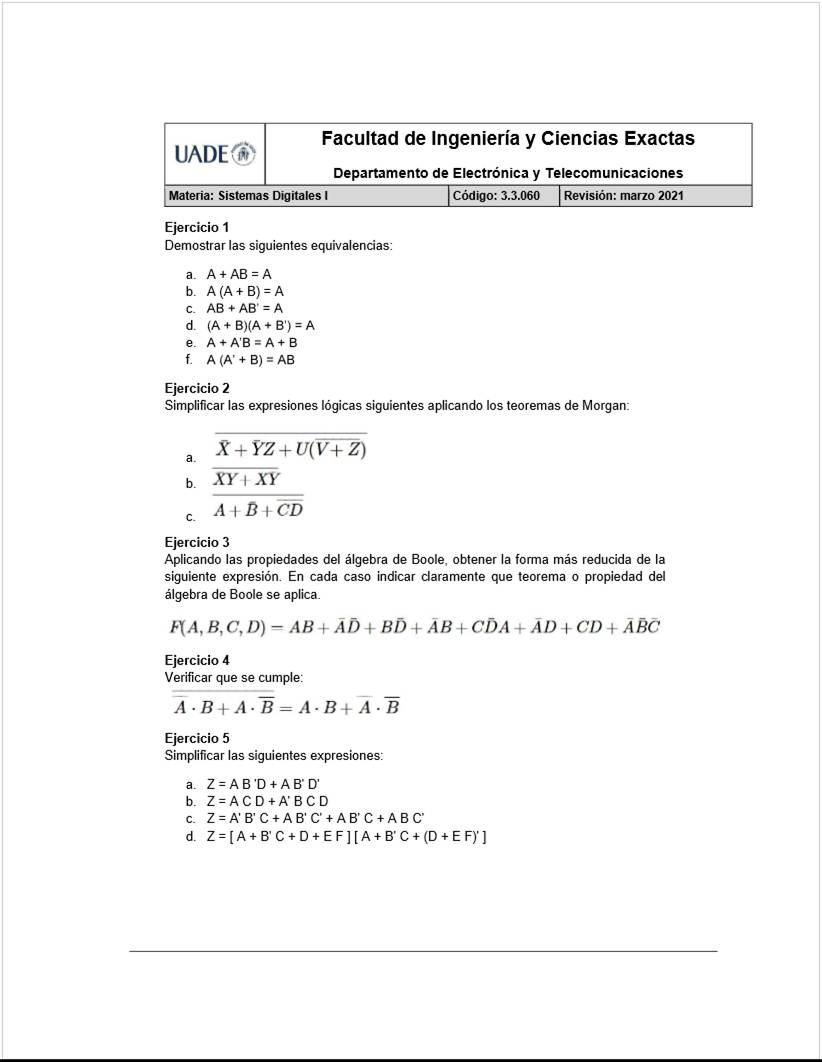 UADE
Facultad de Ingeniería y Ciencias Exactas
Departamento de Electrónica y Telecomunicaciones
Materia: Sistemas Digitales I Código: 3.3.060 Revisión: marzo 2021
Ejercicio 1
Demostrar las siguientes equivalencias:
a. A + AB = A
b. A (A + B) = A
c. AB + AB' = A
d. (A + B)(A + B') = A
e. A + A'B = A + B
f. A (A' + B) = AB
Ejercicio 2
Simplificar las expresiones lógicas siguientes aplicando los teoremas de Morgan:
a. $\overline{\bar{X} + \bar{Y}Z + U(\overline{V + Z})}$
b. $\overline{\overline{X}Y + X\overline{Y}}$
c. $\overline{A + \bar{B} + \overline{CD}}$
Ejercicio 3
Aplicando las propiedades del álgebra de Boole, obtener la forma más reducida de la
siguiente expresión. En cada caso indicar claramente que teorema o propiedad del
álgebra de Boole se aplica.
$F(A, B, C, D) = AB + \bar{A}\bar{D} + B\bar{D} + \bar{A}B + C\bar{D}A + \bar{A}D + CD + \bar{A}\bar{B}\bar{C}$
Ejercicio 4
Verificar que se cumple:
$\overline{\overline{A} \cdot B + A \cdot \overline{B}} = A \cdot B + \overline{A} \cdot \overline{B}$
Ejercicio 5
Simplificar las siguientes expresiones:
a. Z = A B 'D + A B' D'
b. Z = A C D + A' B C D
c. Z = A' B' C + A B' C' + A B' C + A B C'
d. Z = [ A + B' C + D + E F ] [ A + B' C + (D + E F)' ]